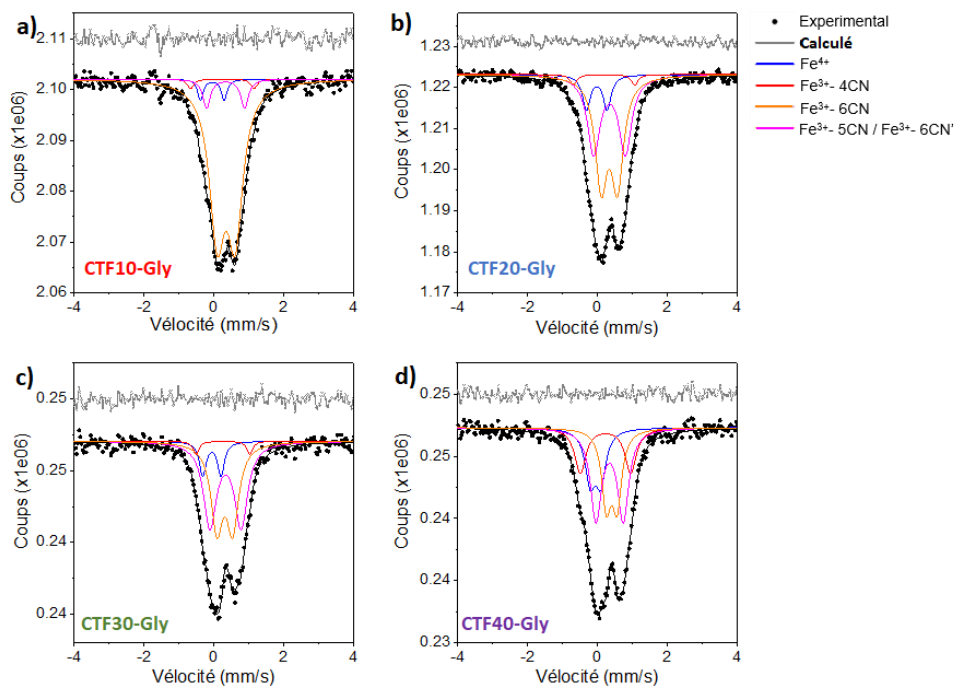 a)
2.11
2.10
2.09
2.08
2.07
2.06
Coups (x1e06)
CTF10-Gly
-4 -2 0 2 4
Vélocité (mm/s)
b)
1.23
1.22
1.21
1.20
1.19
1.18
1.17
Coups (x1e06)
CTF20-Gly
-4 -2 0 2 4
Vélocité (mm/s)
Experimental
Calculé
Fe⁴⁺
Fe³⁺- 4CN
Fe³⁺- 6CN
Fe³⁺- 5CN / Fe³⁺- 6CN'
c)
0.25
0.25
0.24
0.24
Coups (x1e06)
CTF30-Gly
-4 -2 0 2 4
Vélocité (mm/s)
d)
0.25
0.25
0.24
0.24
0.23
Coups (x1e06)
CTF40-Gly
-4 -2 0 2 4
Vélocité (mm/s)